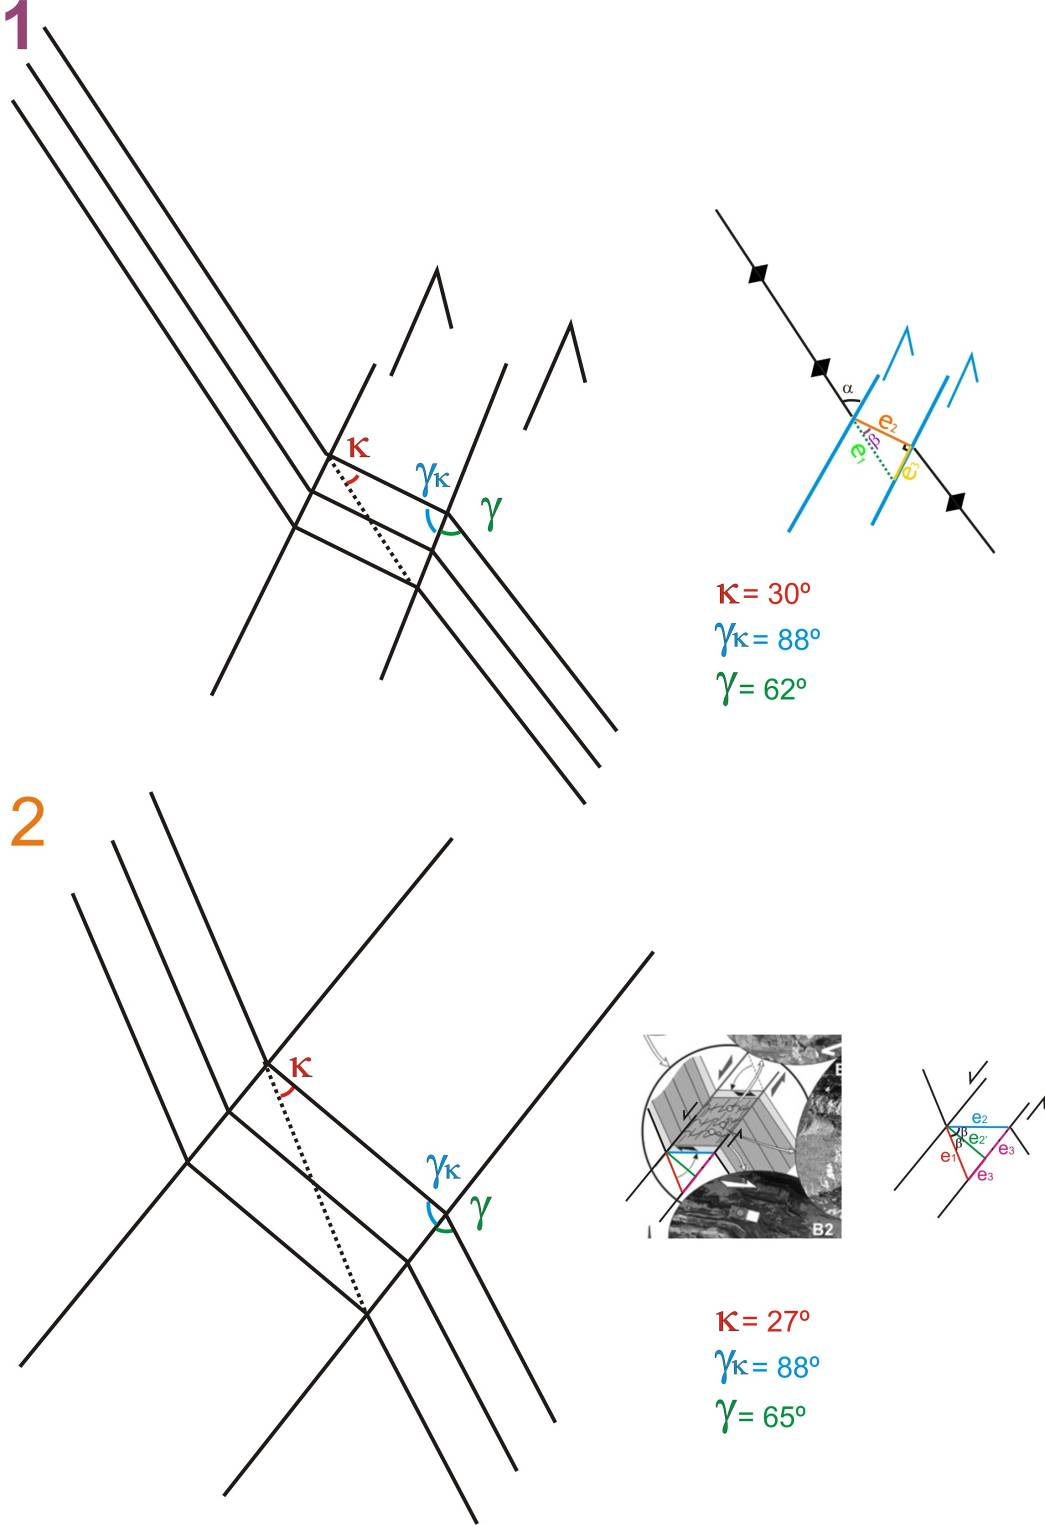 1
κ
γκ
γ
α
e2
β
e1
e3
κ= 30º
γκ= 88º
γ= 62º
2
κ
γκ
γ
B2
e2
β
β
e2'
e1
e3
e3
κ= 27º
γκ= 88º
γ= 65º